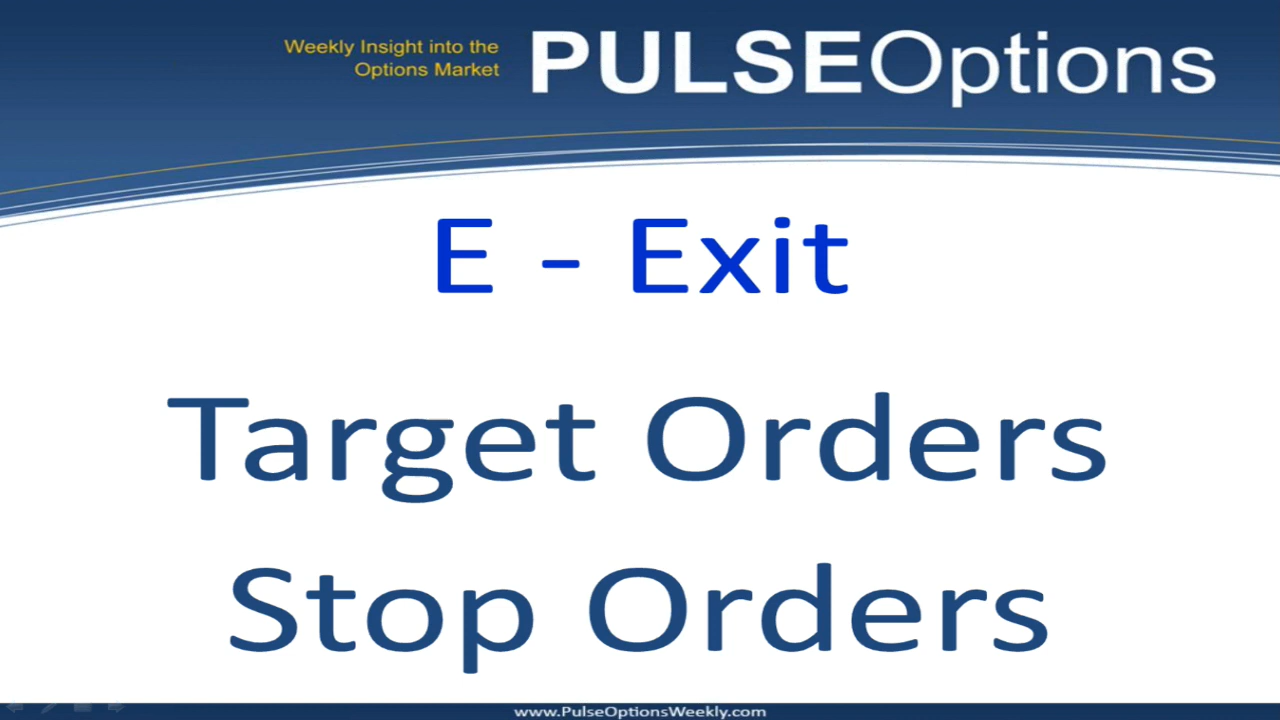 Weekly Insight into the
Options Market
PULSEOptions
E - Exit
Target Orders
Stop Orders
www.PulseOptionsWeekly.com